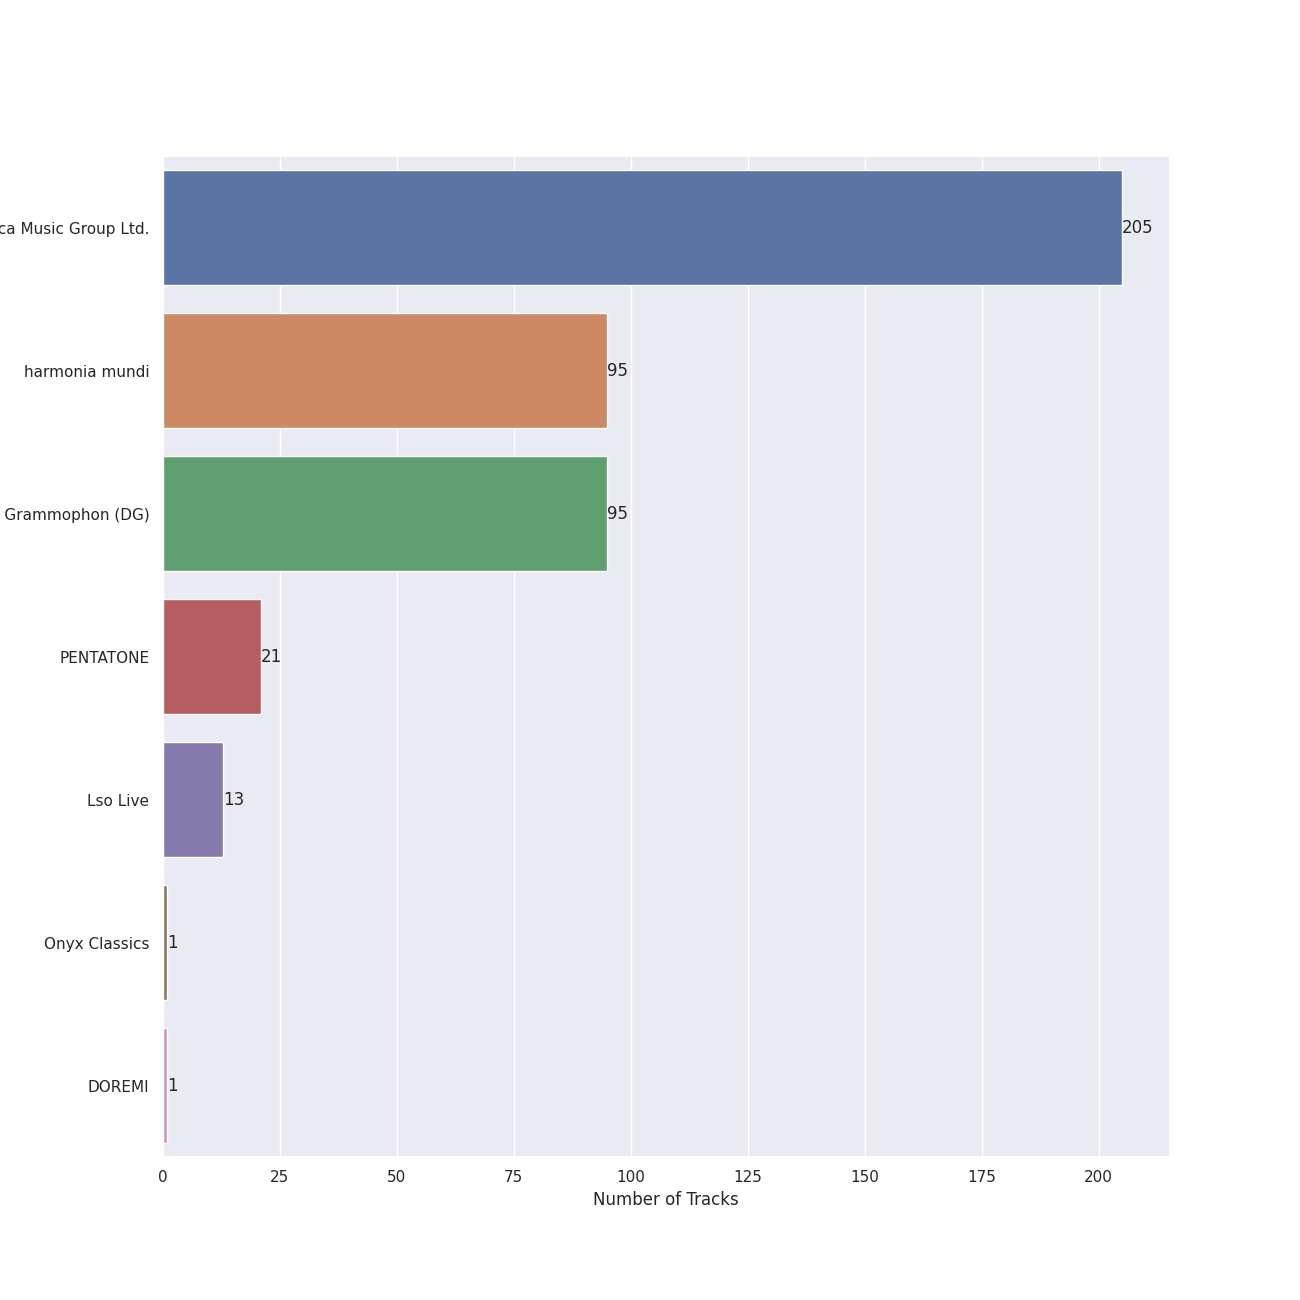 ca Music Group Ltd.
205
harmonia mundi
95
Grammophon (DG)
95
PENTATONE
21
Lso Live
13
Onyx Classics
1
DOREMI
1
0 25 50 75 100 125 150 175 200
Number of Tracks